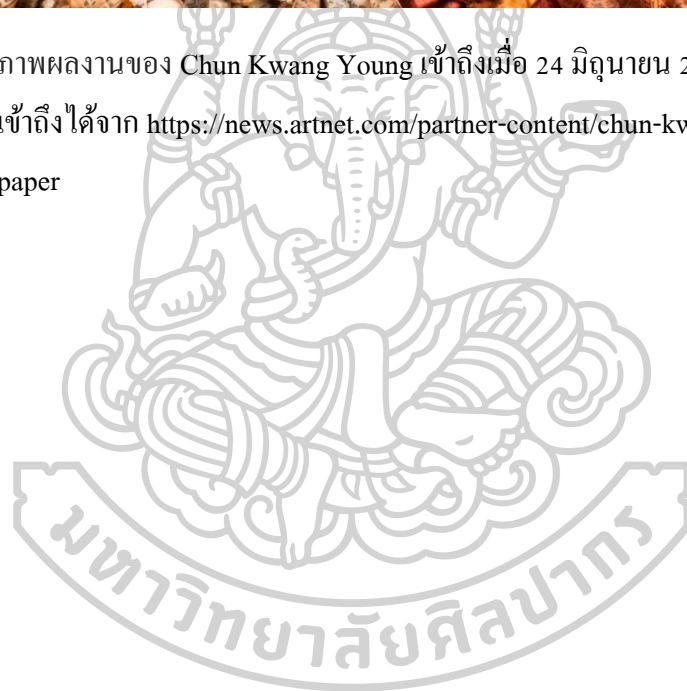 ภาพผลงานของ Chun Kwang Young เข้าถึงเมื่อ 24 มิถุนายน 2
เข้าถึงได้จาก https://news.artnet.com/partner-content/chun-kw
paper
มหาวิทยาลัยศิลปากร